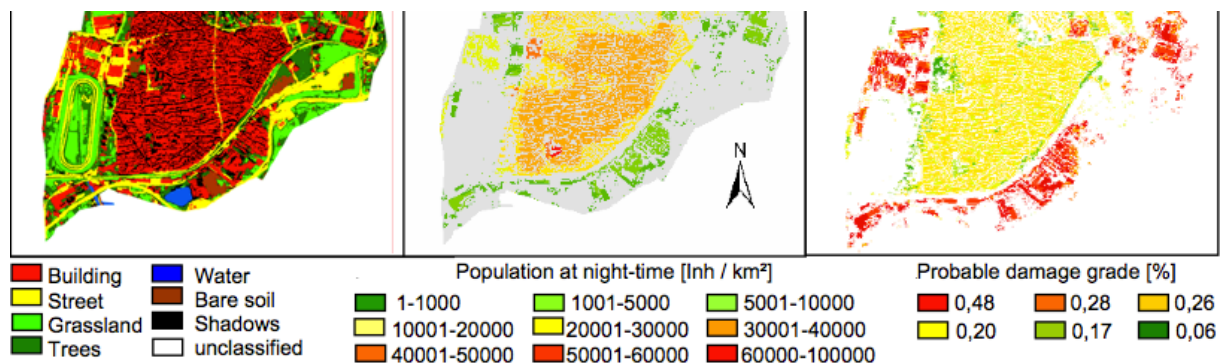 N
Building
Water
Street
Bare soil
Grassland
Shadows
Trees
unclassified
Population at night-time [Inh / km²]
1-1000
1001-5000
5001-10000
10001-20000
20001-30000
30001-40000
40001-50000
50001-60000
60000-100000
Probable damage grade [%]
0,48
0,28
0,26
0,20
0,17
0,06